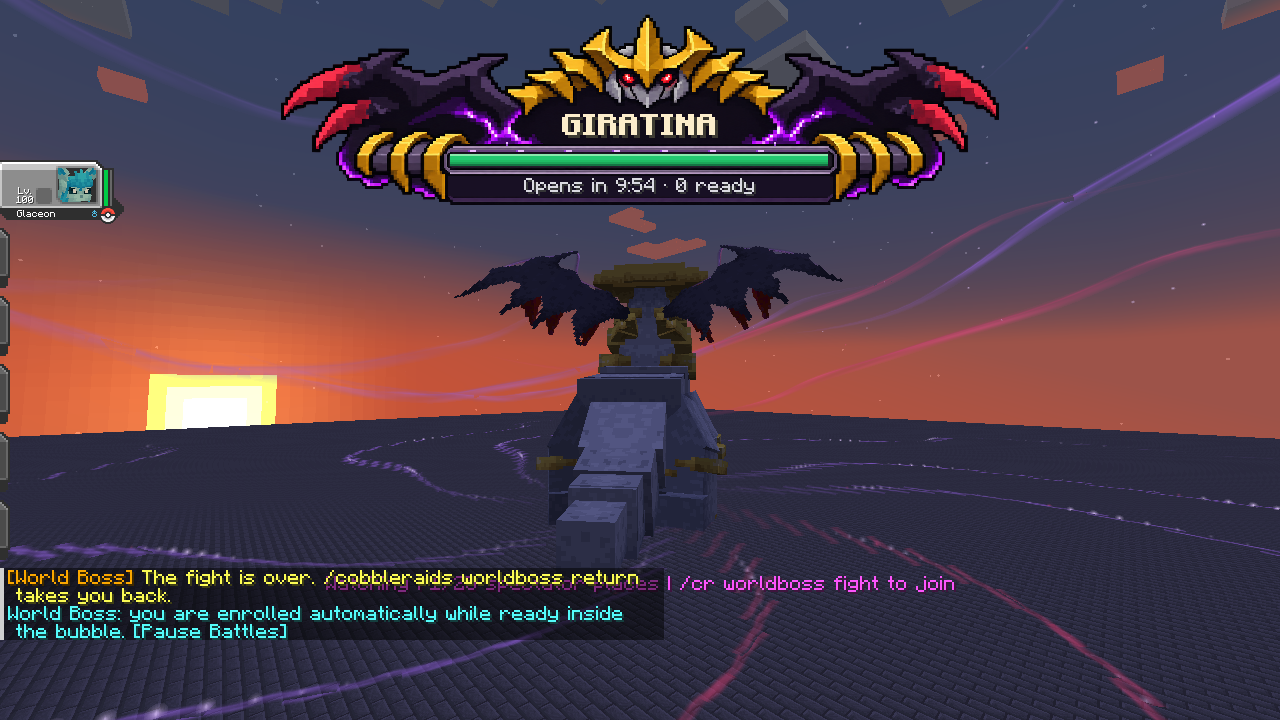 GIRATINA
Opens in 9:54 · 0 ready
Lv.
100
Glaceon
[World Boss] The fight is over. /cobbleraids worldboss return
takes you back.
spectator places | /cr worldboss fight to join
World Boss: you are enrolled automatically while ready inside
the bubble. [Pause Battles]